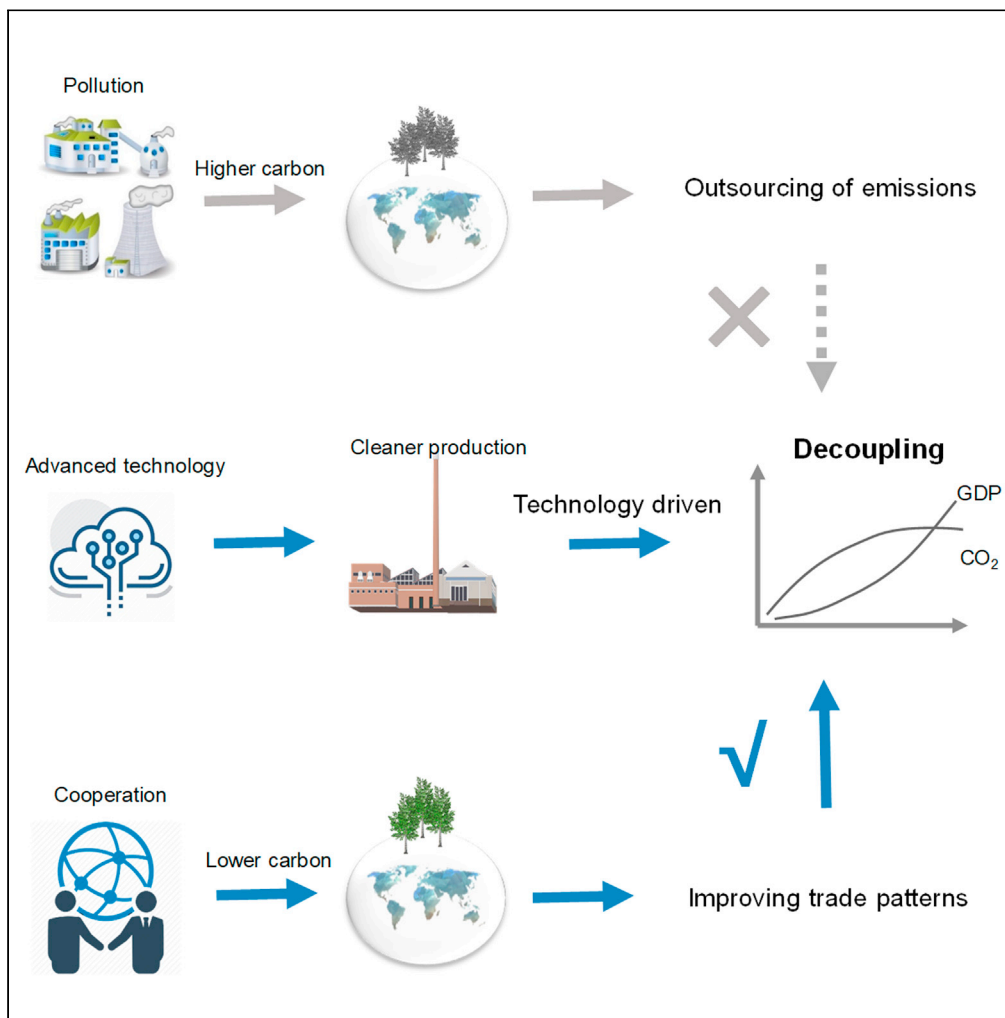 Pollution
Higher carbon
Outsourcing of emissions
Advanced technology
Cleaner production
Technology driven
Decoupling
GDP
CO₂
Cooperation
Lower carbon
Improving trade patterns